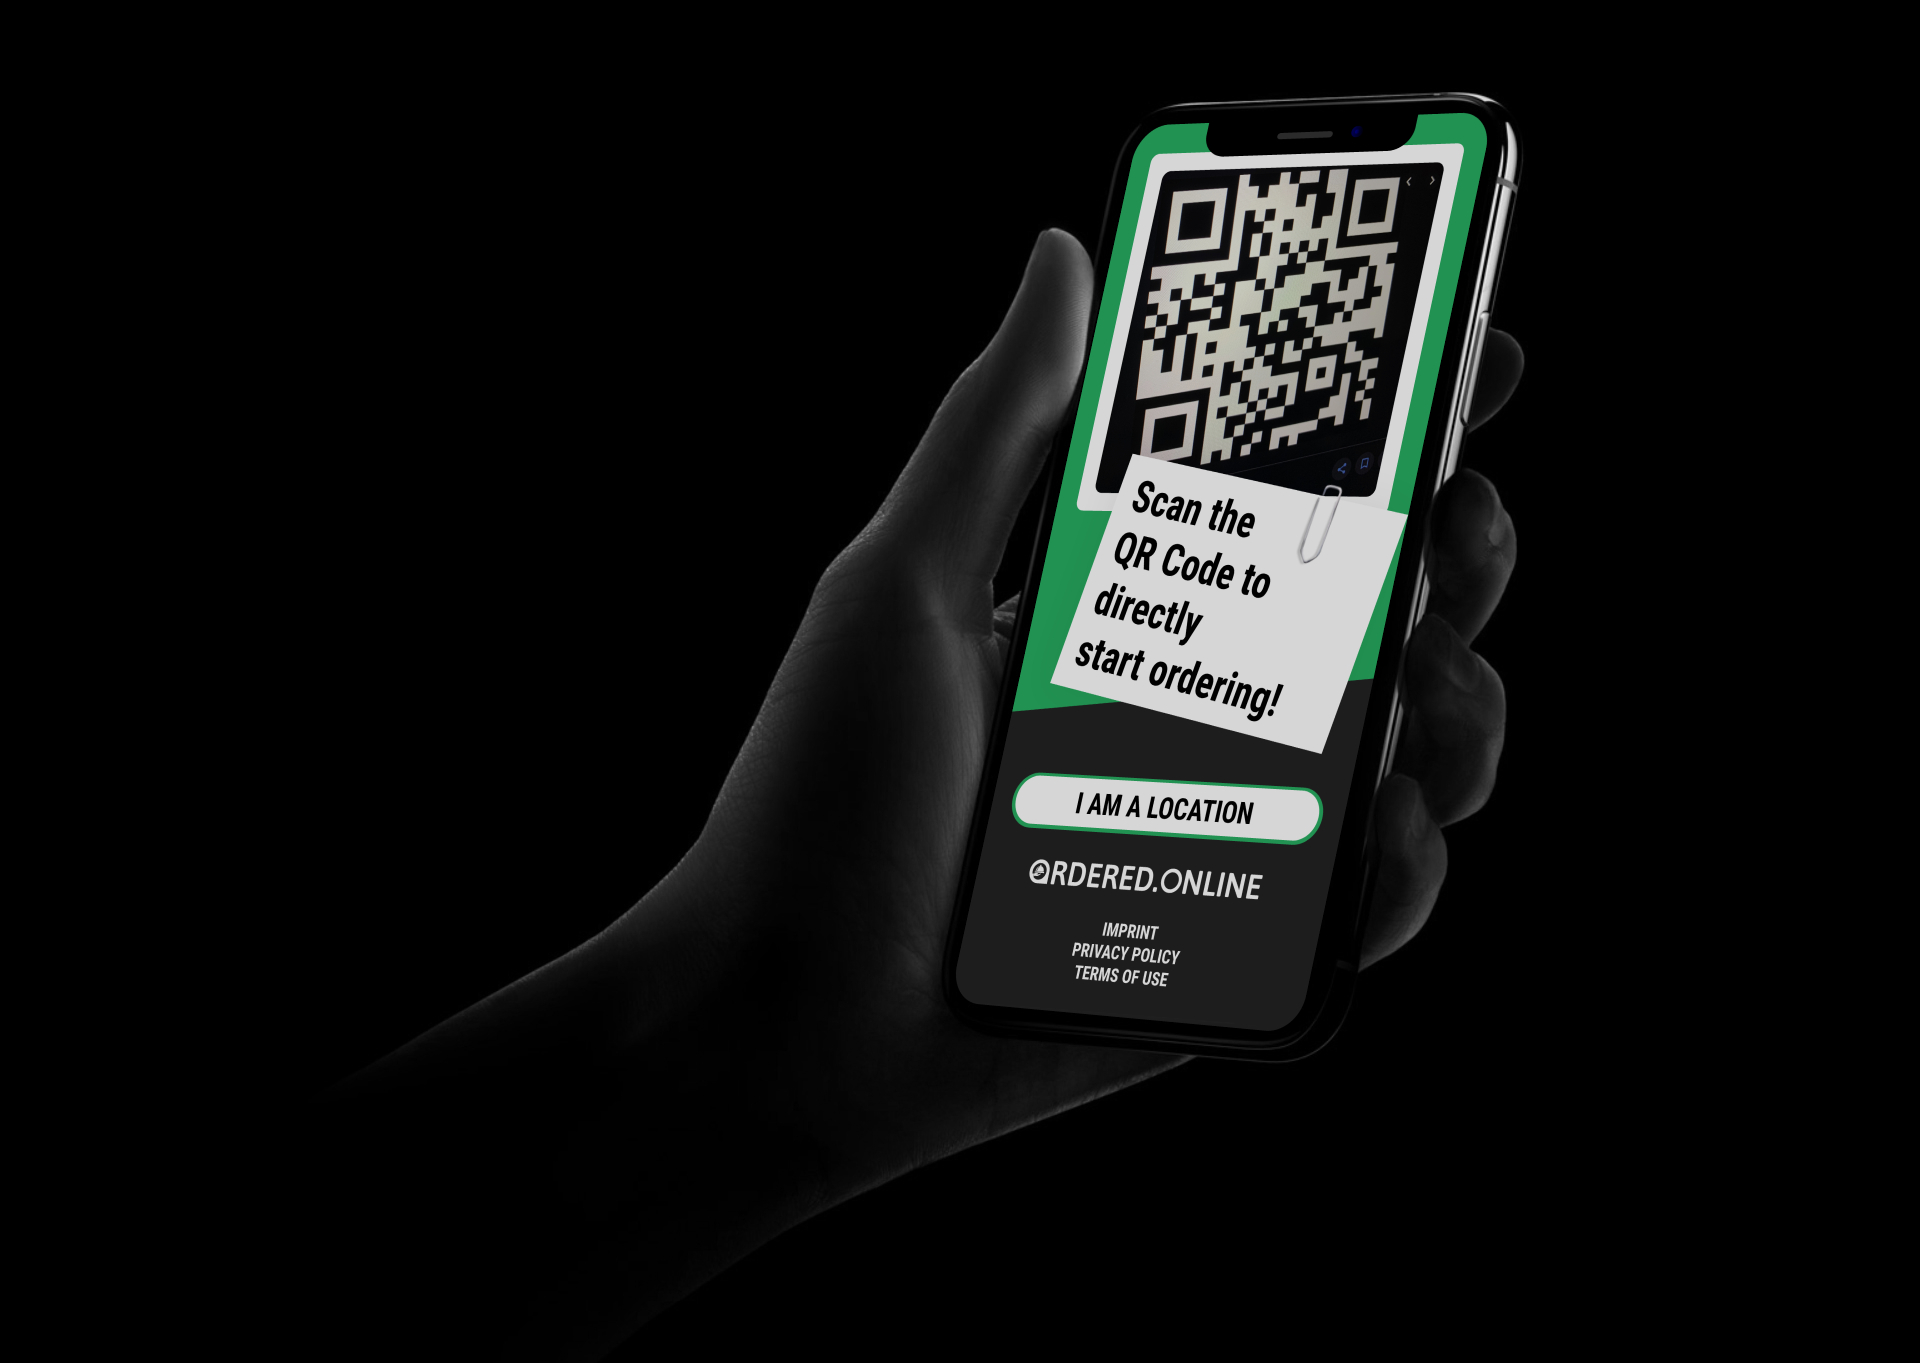 Scan the
QR Code to
directly
start ordering!
I AM A LOCATION
ORDERED.ONLINE
IMPRINT
PRIVACY POLICY
TERMS OF USE